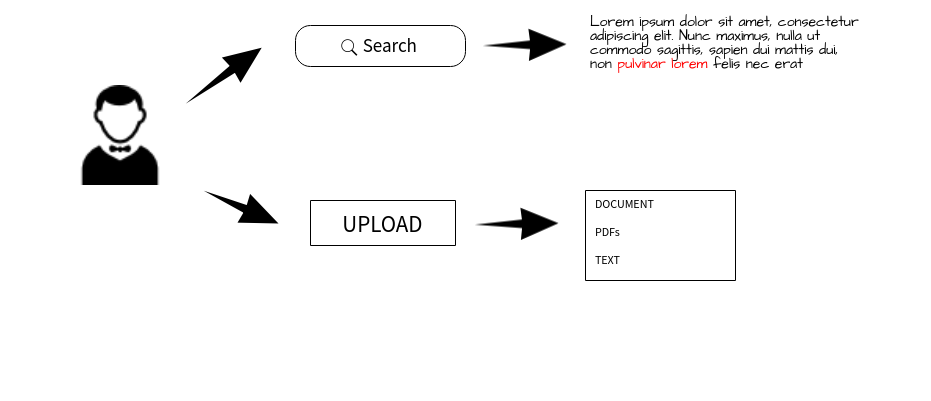 Search
Lorem ipsum dolor sit amet, consectetur
adipiscing elit. Nunc maximus, nulla ut
commodo sagittis, sapien dui mattis dui,
non pulvinar lorem felis nec erat
UPLOAD
DOCUMENT
PDFs
TEXT